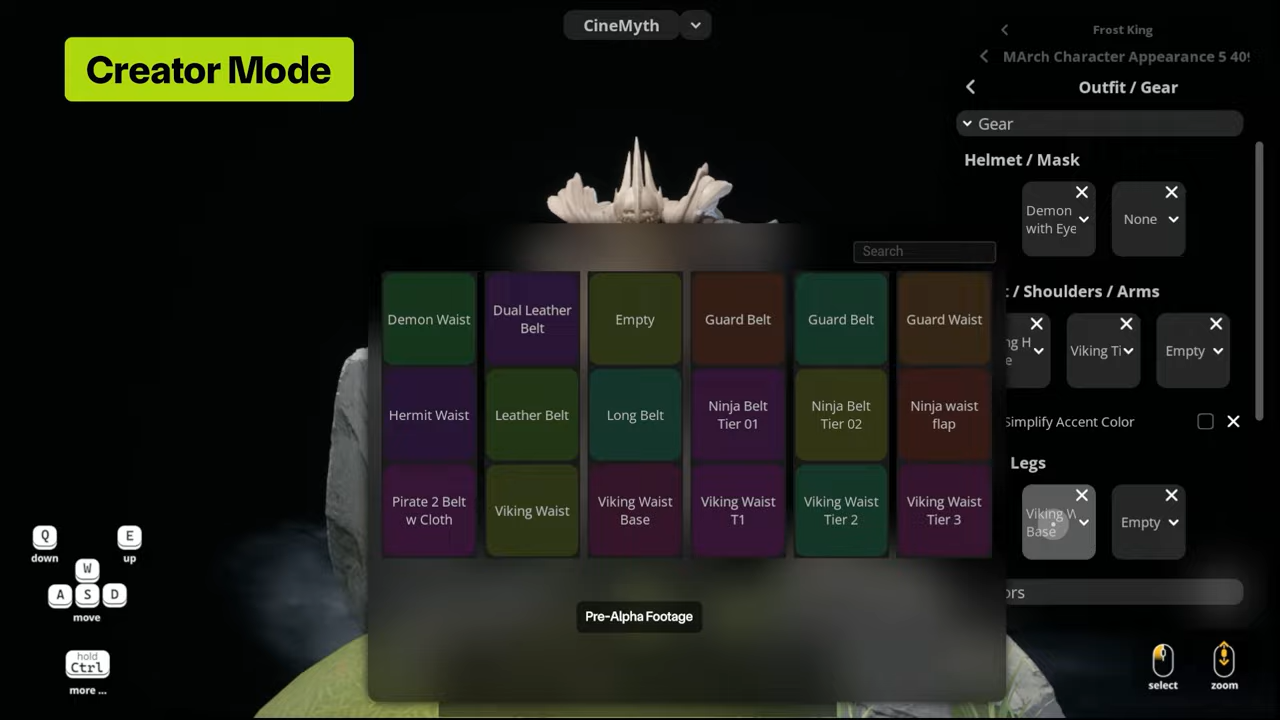 CineMyth
Creator Mode
Frost King
MArch Character Appearance 5 40
Outfit / Gear
Gear
Helmet / Mask
Demon
with Eye
None
Search
/ Shoulders / Arms
Viking Ti
Empty
Simplify Accent Color
Legs
Viking W
Base
Empty
Demon Waist
Dual Leather
Belt
Empty
Guard Belt
Guard Belt
Guard Waist
Hermit Waist
Leather Belt
Long Belt
Ninja Belt
Tier 01
Ninja Belt
Tier 02
Ninja waist
flap
Pirate 2 Belt
w Cloth
Viking Waist
Viking Waist
Base
Viking Waist
T1
Viking Waist
Tier 2
Viking Waist
Tier 3
Pre-Alpha Footage
Q
down
E
up
W
A S D
move
hold
Ctrl
more ...
select
zoom